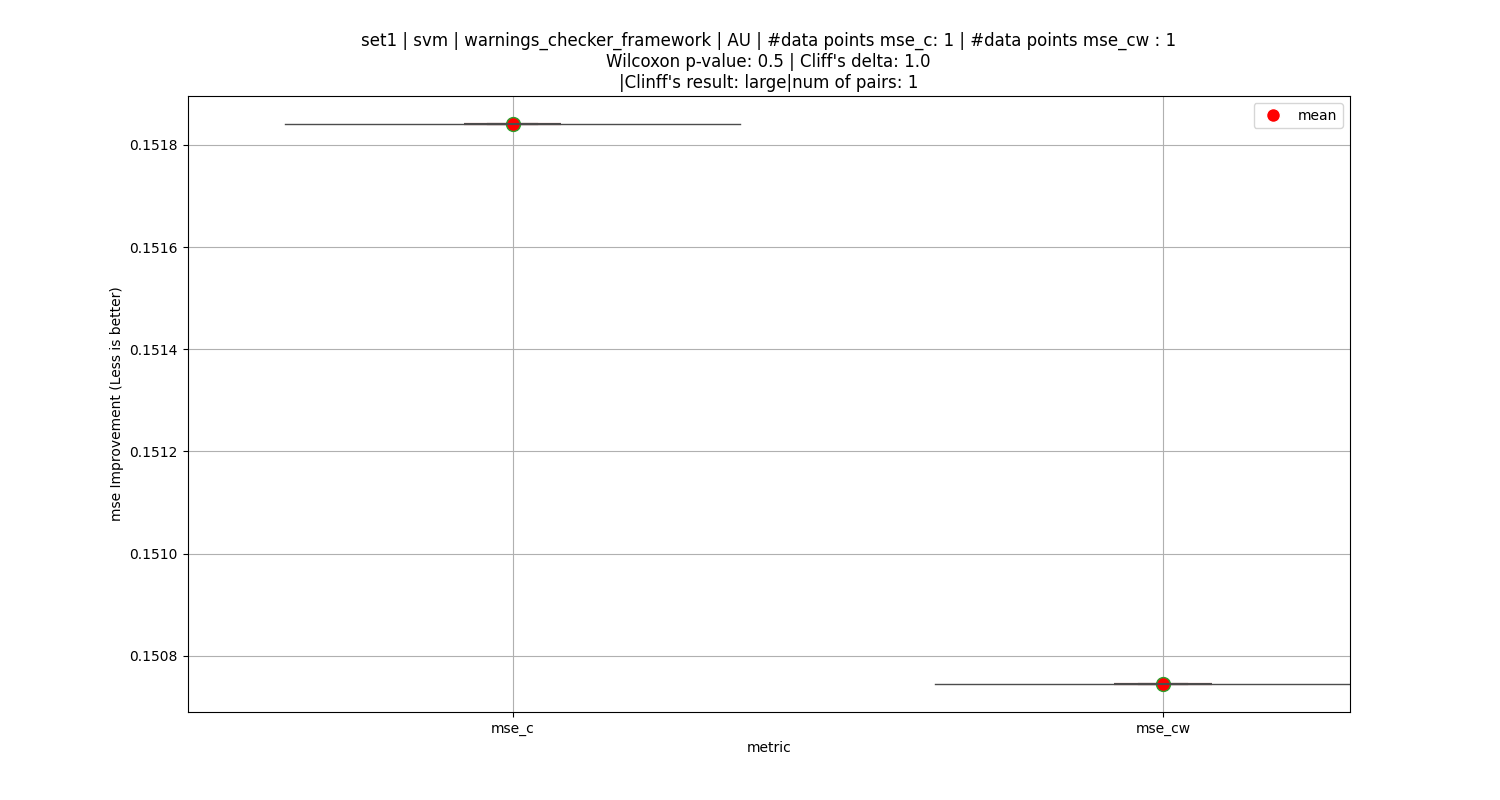 set1 | svm | warnings_checker_framework | AU | #data points mse_c: 1 | #data points mse_cw : 1
Wilcoxon p-value: 0.5 | Cliff's delta: 1.0
|Clinff's result: large|num of pairs: 1
mean
mse Improvement (Less is better)
0.1518
0.1516
0.1514
0.1512
0.1510
0.1508
mse_c
mse_cw
metric